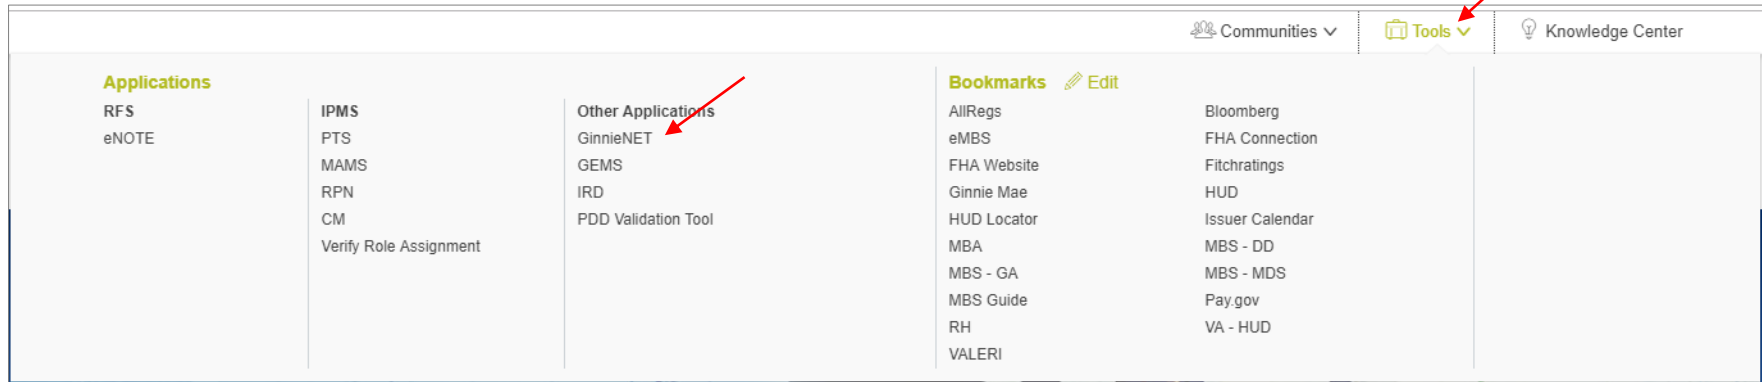 Communities
Tools
Knowledge Center
Applications
RFS
eNOTE
IPMS
PTS
MAMS
RPN
CM
Verify Role Assignment
Other Applications
GinnieNET
GEMS
IRD
PDD Validation Tool
Bookmarks Edit
AllRegs
eMBS
FHA Website
Ginnie Mae
HUD Locator
MBA
MBS - GA
MBS Guide
RH
VALERI
Bloomberg
FHA Connection
Fitchratings
HUD
Issuer Calendar
MBS - DD
MBS - MDS
Pay.gov
VA - HUD